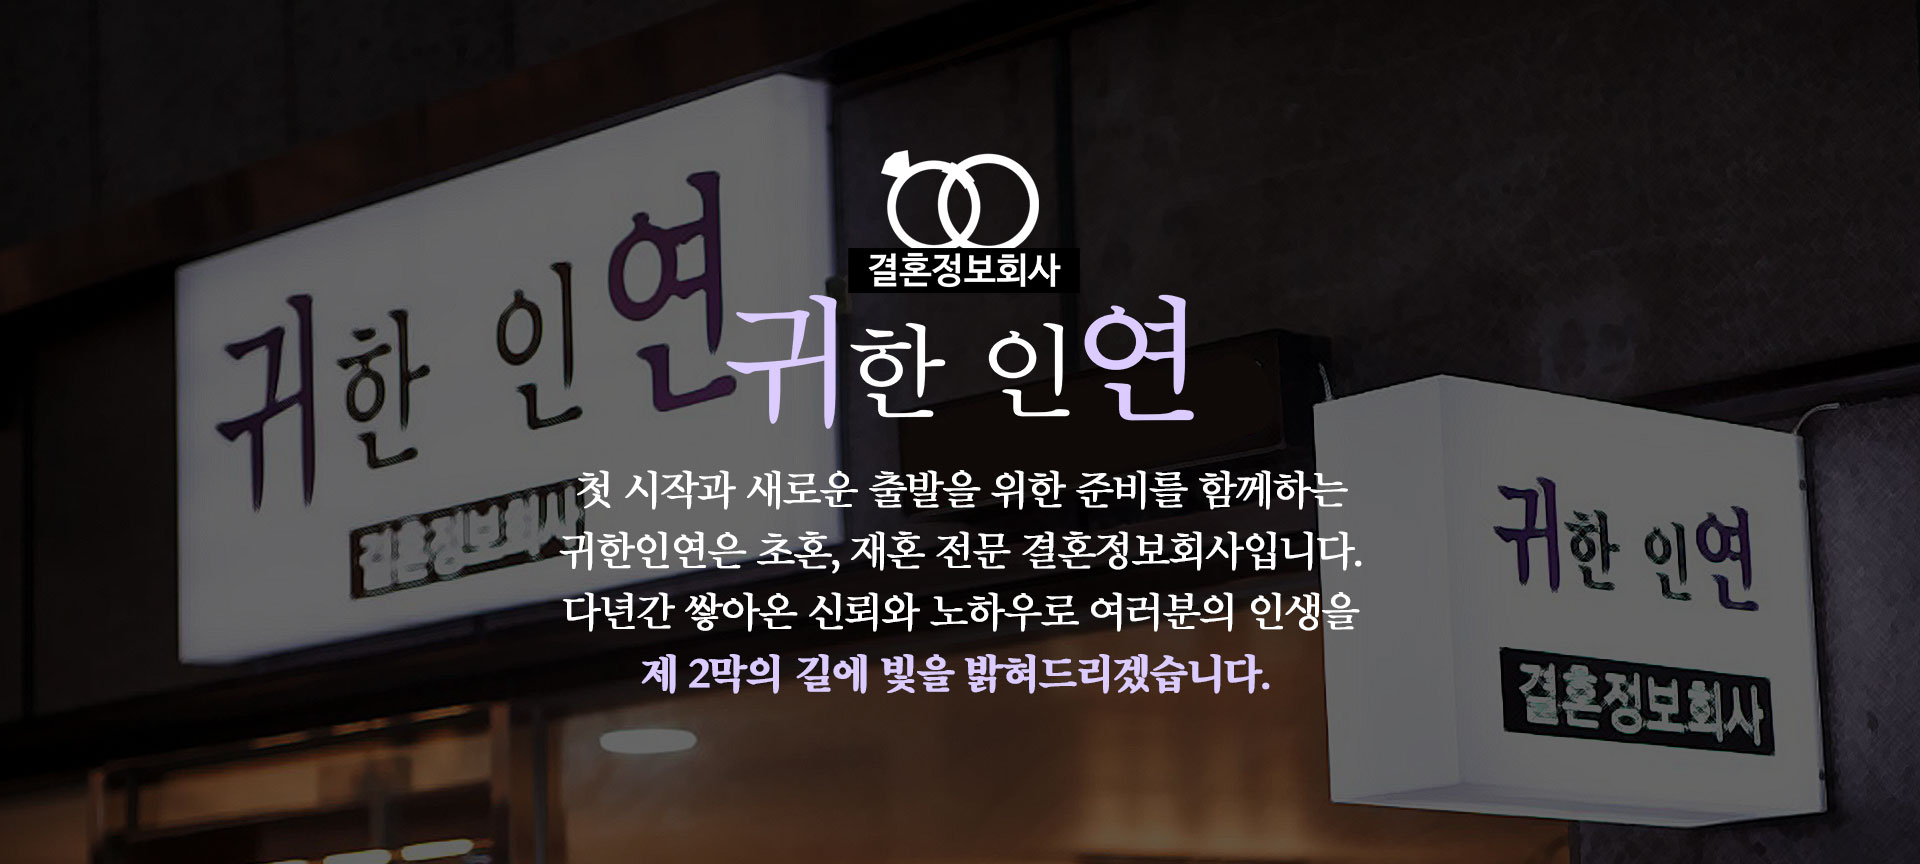 결혼정보회사
귀한 인연
첫 시작과 새로운 출발을 위한 준비를 함께하는
귀한인연은 초혼, 재혼 전문 결혼정보회사입니다.
다년간 쌓아온 신뢰와 노하우로 여러분의 인생을
제 2막의 길에 빛을 밝혀드리겠습니다.
귀한 인연
결혼정보회사
귀한 인연
결혼정보회사